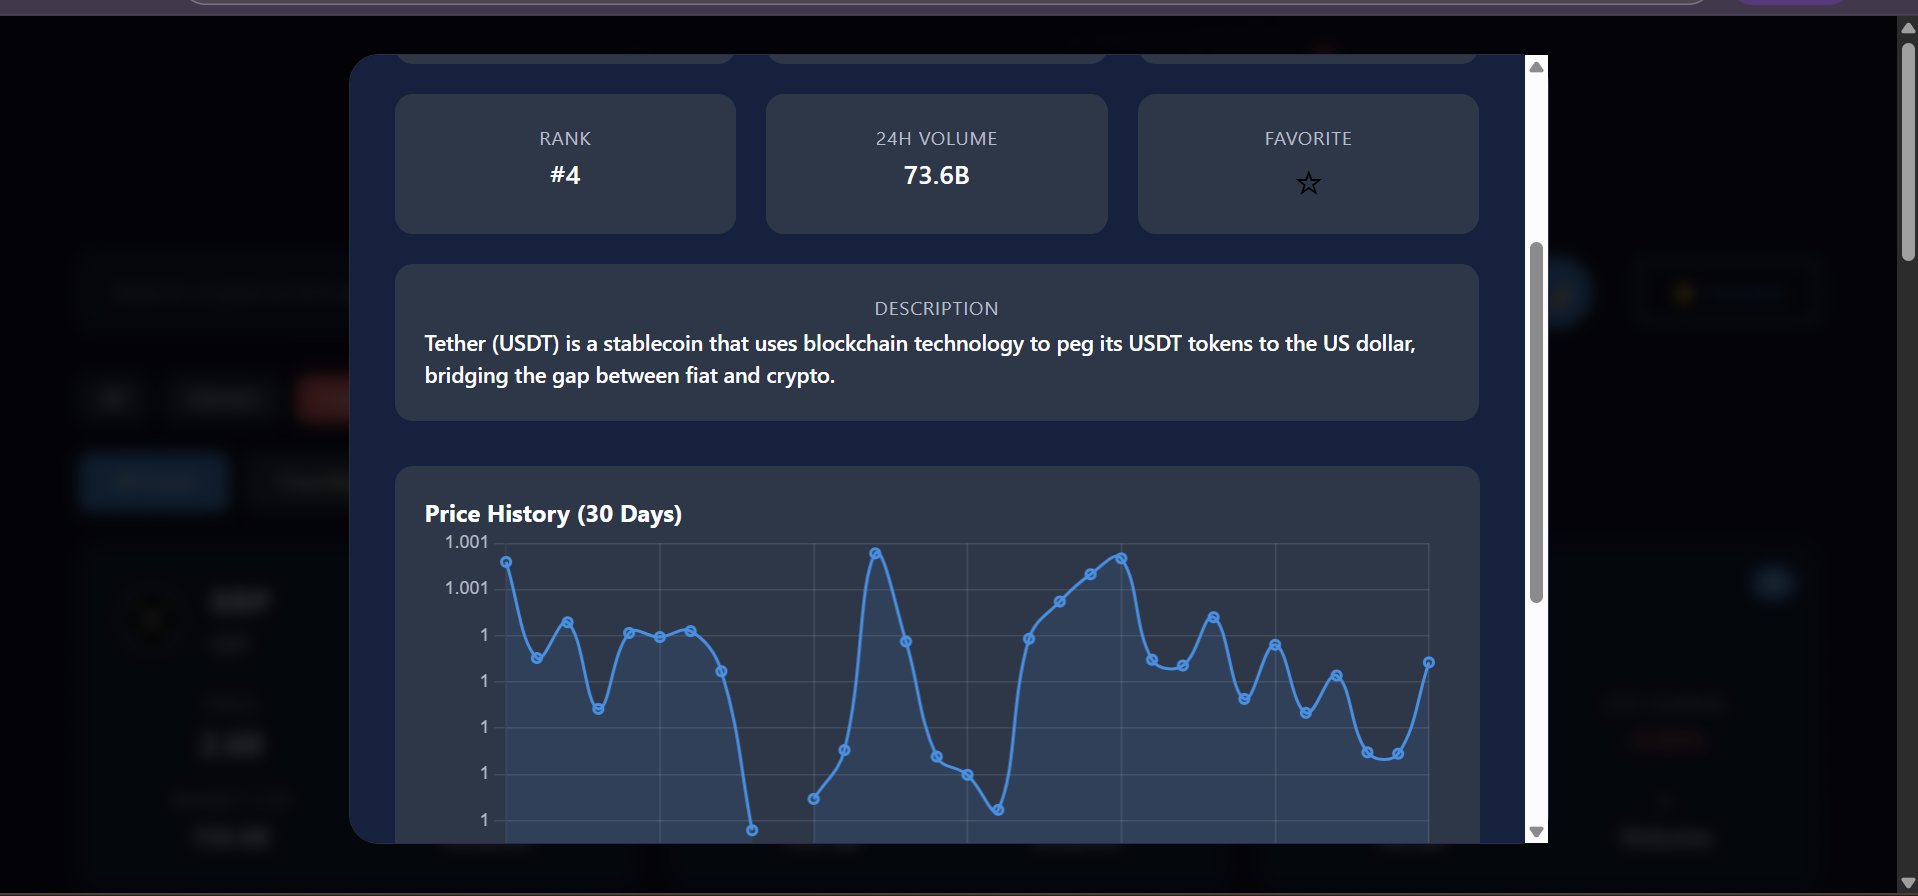 RANK
#4
24H VOLUME
73.6B
FAVORITE
DESCRIPTION
Tether (USDT) is a stablecoin that uses blockchain technology to peg its USDT tokens to the US dollar,
bridging the gap between fiat and crypto.
Price History (30 Days)
1.001
1.001
1
1
1
1
1